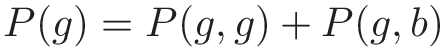 P(g) = P(g, g) + P(g, b)